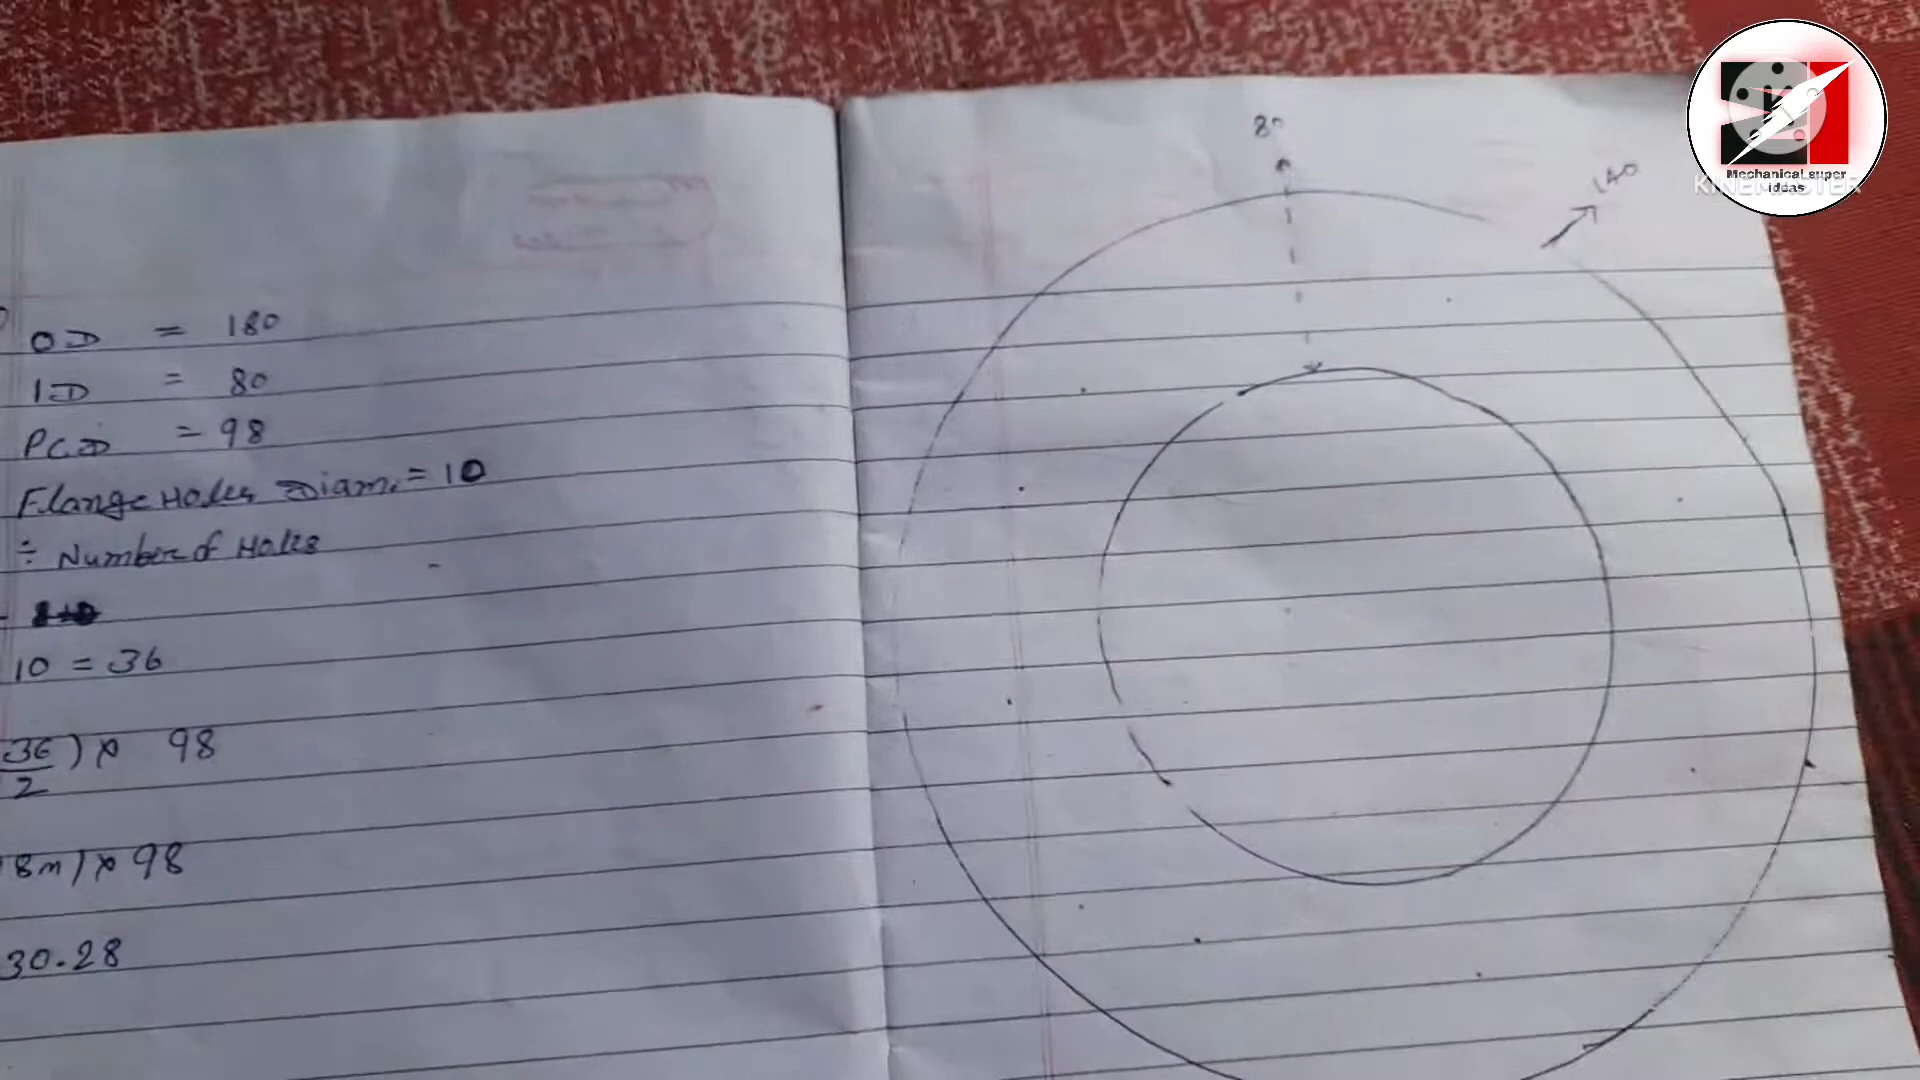 OD = 180
ID = 80
PCD = 98
Flange Holes Diam. = 10
÷ Number of Holes
10 = 36
36/2) × 98
8m) × 98
30.28
80
140
Mechanical super
ideas
KINEMASTER